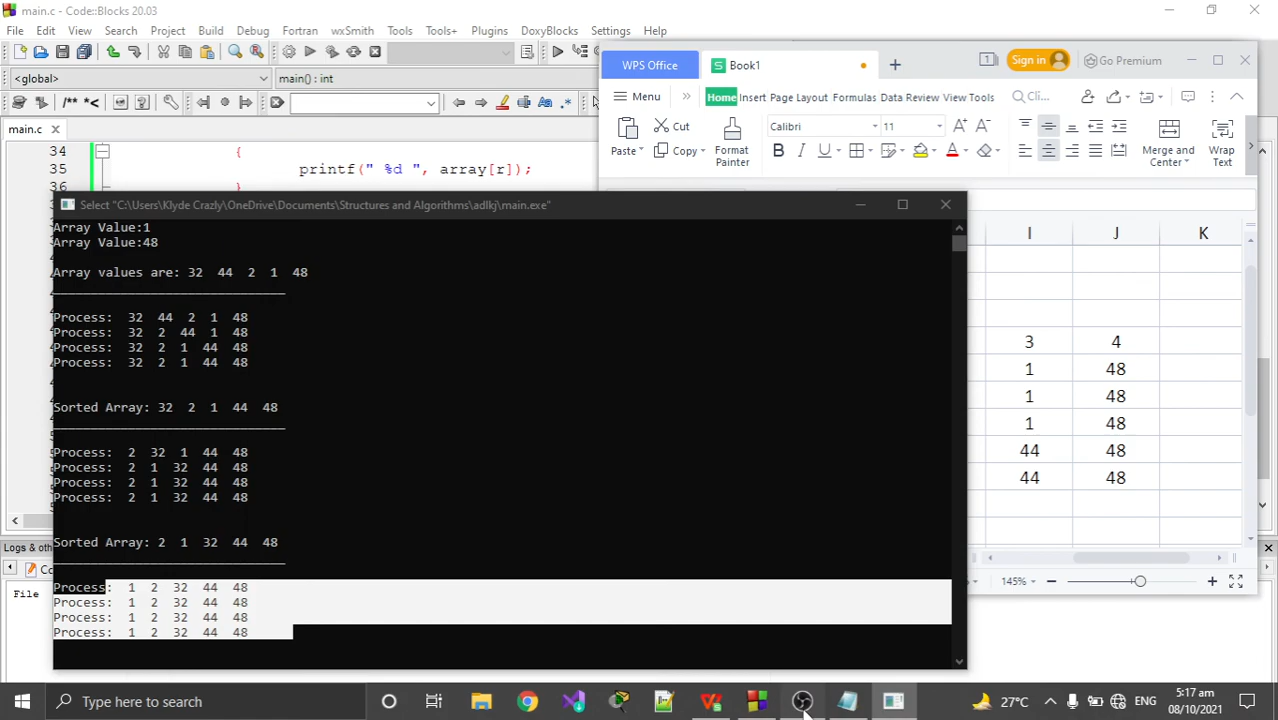 main.c - Code::Blocks 20.03
File Edit View Search Project Build Debug Fortran wxSmith Tools Tools+ Plugins DoxyBlocks Settings
<global> main() : int
/** *<
main.c
34 {
35 printf(" %d ", array[r]);
36 }
WPS Office Book1 Sign in Go Premium
Menu Home Insert Page Layout Formulas Data Review View Tools Cli...
Paste Cut Copy Format Painter Calibri 11 Merge and Center Wrap Text
B I U A
I J K
3 4
1 48
1 48
1 48
44 48
44 48
145%
Select "C:\Users\Klyde Crazly\OneDrive\Documents\Structures and Algorithms\adlkj\main.exe"
Array Value:1
Array Value:48
Array values are: 32 44 2 1 48
Process: 32 44 2 1 48
Process: 32 2 44 1 48
Process: 32 2 1 44 48
Process: 32 2 1 44 48
Sorted Array: 32 2 1 44 48
Process: 2 32 1 44 48
Process: 2 1 32 44 48
Process: 2 1 32 44 48
Process: 2 1 32 44 48
Sorted Array: 2 1 32 44 48
Process: 1 2 32 44 48
Process: 1 2 32 44 48
Process: 1 2 32 44 48
Process: 1 2 32 44 48
Logs & oth
Co
File
Type here to search
27°C ENG 5:17 am
08/10/2021